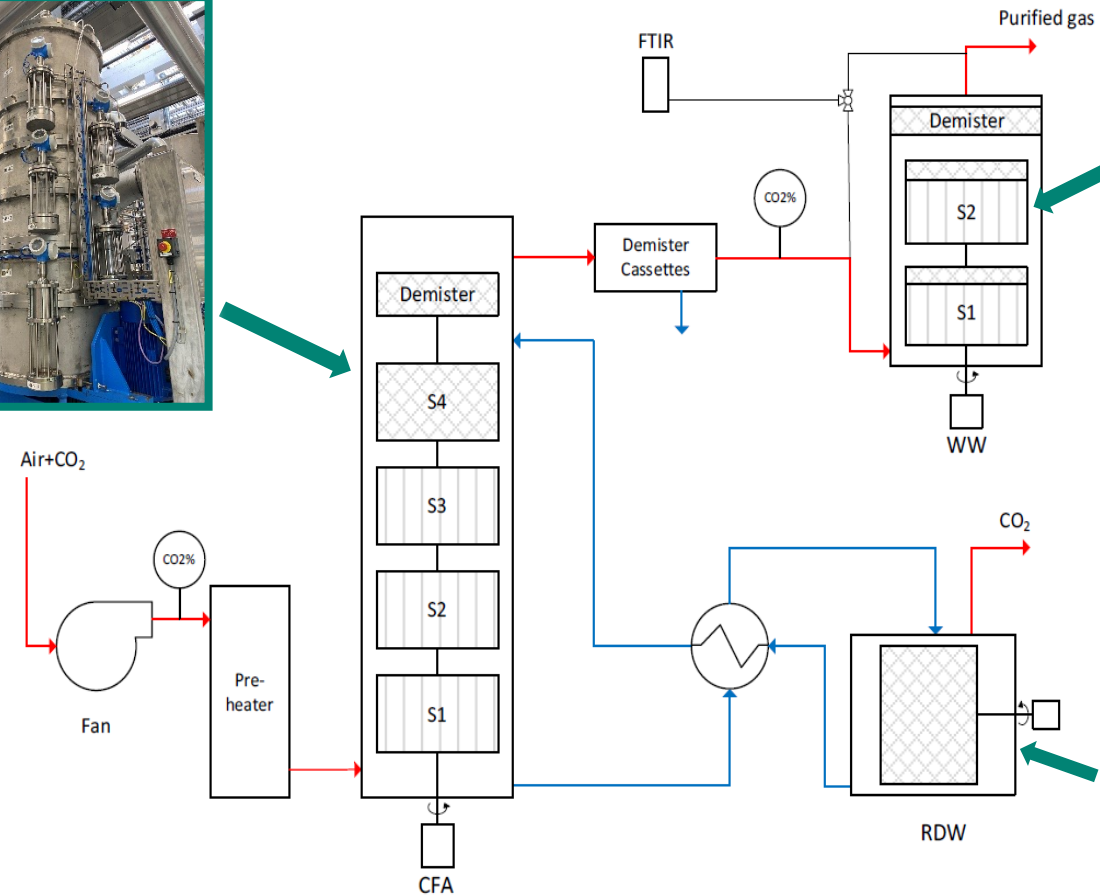 Purified gas
FTIR
Demister
CO2%
S2
Demister
Cassettes
S1
Demister
S4
WW
Air+CO₂
S3
CO₂
CO2%
S2
Pre-
heater
S1
Fan
RDW
CFA